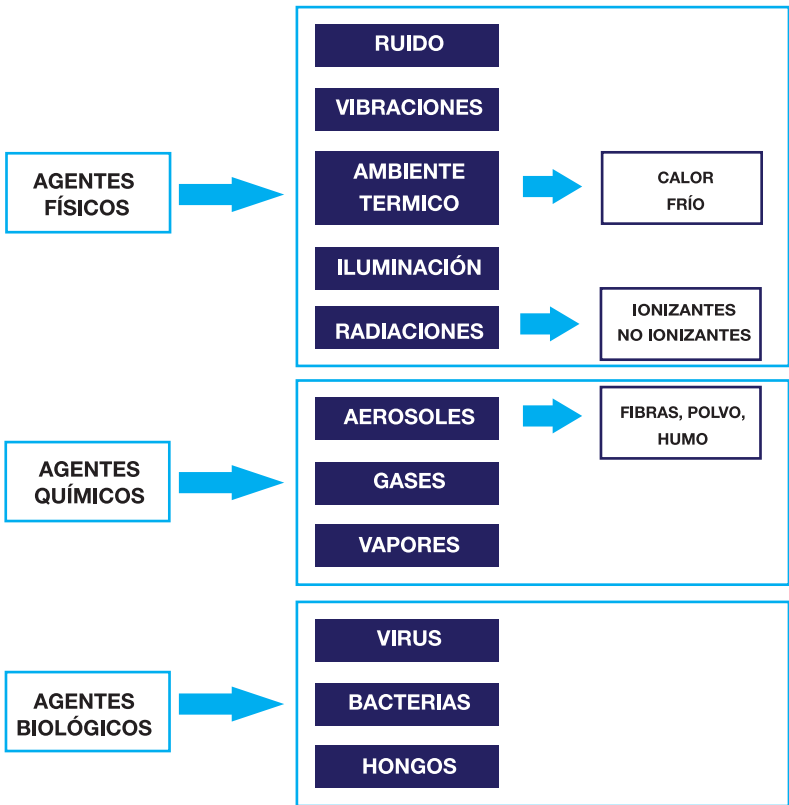 AGENTES
FÍSICOS
RUIDO
VIBRACIONES
AMBIENTE
TERMICO
CALOR
FRÍO
ILUMINACIÓN
RADIACIONES
IONIZANTES
NO IONIZANTES
AGENTES
QUÍMICOS
AEROSOLES
FIBRAS, POLVO,
HUMO
GASES
VAPORES
AGENTES
BIOLÓGICOS
VIRUS
BACTERIAS
HONGOS